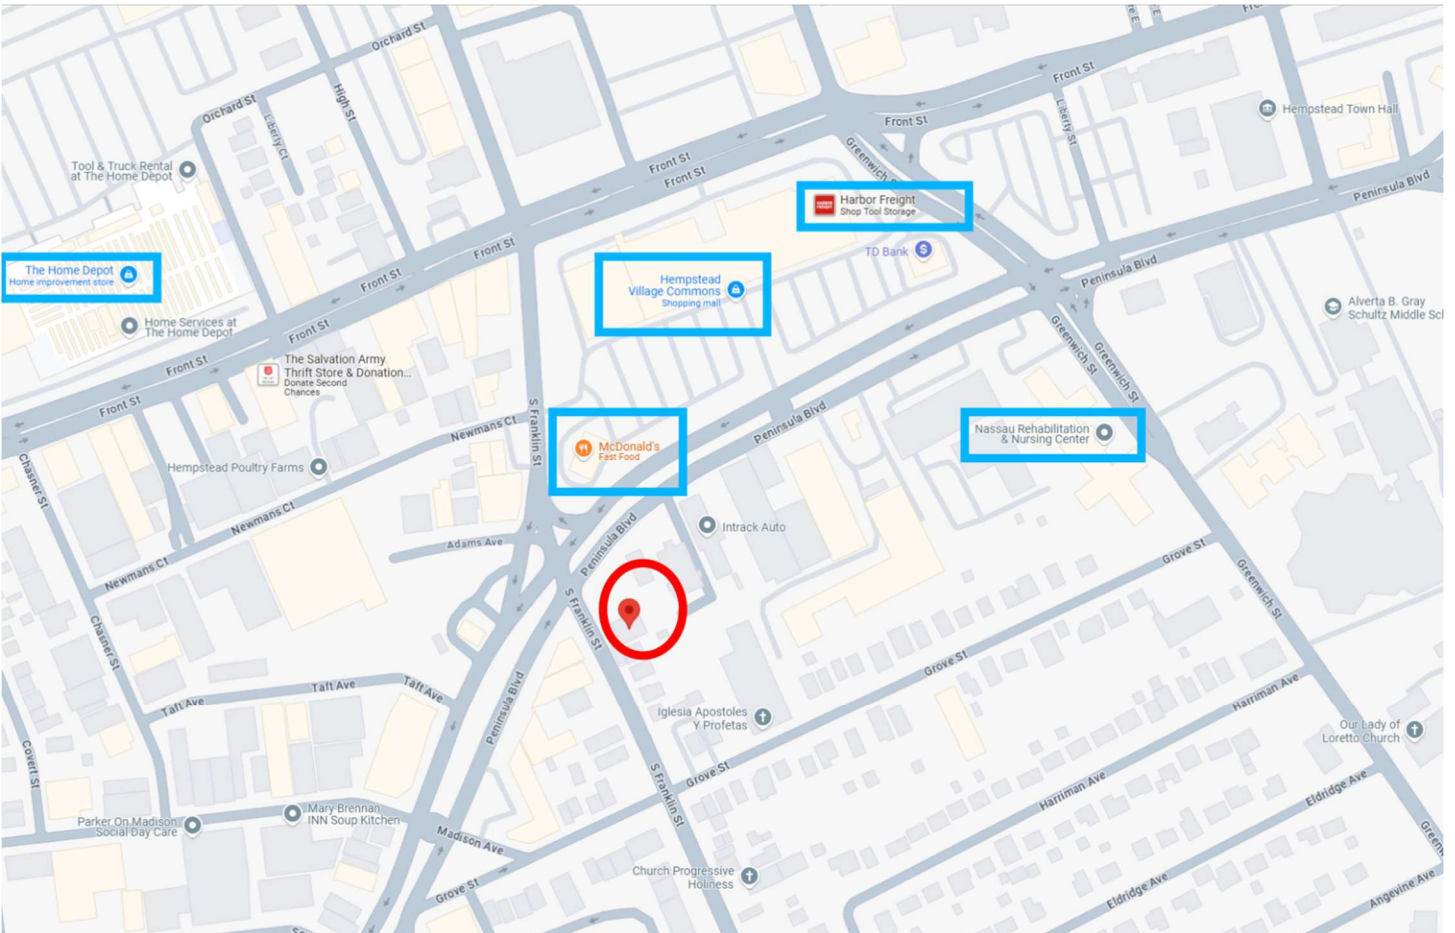 Orchard St
Front St
Hempstead Town Hall
Orchard St
High St
Liberty Ct
Front St
Liberty St
Greenwich St
Front St
Front St
Tool & Truck Rental
at The Home Depot
Peninsula Blvd
HARBOR FREIGHT
Harbor Freight
Shop Tool Storage
TD Bank
$
Front St
Front St
The Home Depot
Home improvement store
Hempstead
Village Commons
Shopping mall
Peninsula Blvd
Home Services at
The Home Depot
Front St
Alverta B. Gray
Schultz Middle Scl
Front St
The Salvation Army
Thrift Store & Donation...
Donate Second
Chances
Greenwich St
Greenwich St
Front St
S Franklin St
Newmans Ct
Peninsula Blvd
Nassau Rehabilitation
& Nursing Center
McDonald's
Fast Food
Hempstead Poultry Farms
Chasner St
Newmans Ct
Intrack Auto
Adams Ave
Peninsula Blvd
Grove St
Newmans Ct
Greenwich St
S Franklin St
Chasner St
Grove St
Taft Ave
Taft Ave
Taft Ave
Harriman Ave
Peninsula Blvd
Iglesia Apostoles
Y Profetas
Our Lady of
Loretto Church
Covert St
S Franklin St
Grove St
Harriman Ave
Eldridge Ave
Mary Brennan
INN Soup Kitchen
Parker On Madison
Social Day Care
Madison Ave
Greenw
Church Progressive
Holiness
Grove St
Eldridge Ave
Angevine Ave